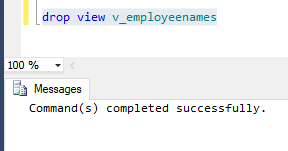 drop view v_employeenames
100 %
Messages
Command(s) completed successfully.